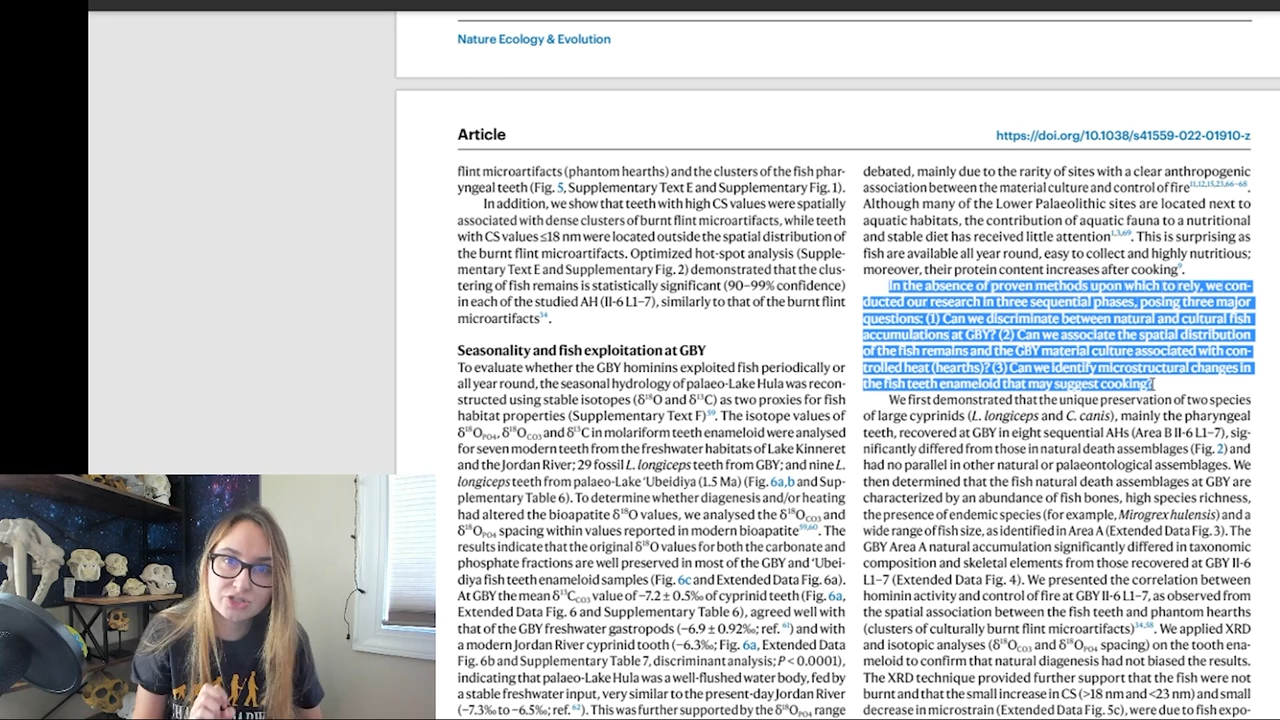 Nature Ecology & Evolution
Article
https://doi.org/10.1038/s41559-022-01910-z
flint microartifacts (phantom hearths) and the clusters of the fish phar-
yngeal teeth (Fig. 5, Supplementary Text E and Supplementary Fig. 1).
In addition, we show that teeth with high CS values were spatially
associated with dense clusters of burnt flint microartifacts, while teeth
with CS values ≤18 nm were located outside the spatial distribution of
the burnt flint microartifacts. Optimized hot-spot analysis (Supple-
mentary Text E and Supplementary Fig. 2) demonstrated that the clus-
tering of fish remains is statistically significant (90–99% confidence)
in each of the studied AH (II-6 L1–7), similarly to that of the burnt flint
microartifacts34.
Seasonality and fish exploitation at GBY
To evaluate whether the GBY hominins exploited fish periodically or
all year round, the seasonal hydrology of palaeo-Lake Hula was recon-
structed using stable isotopes (δ18O and δ13C) as two proxies for fish
habitat properties (Supplementary Text F)59. The isotope values of
δ18OPO4, δ18OCO3 and δ13C in molariform teeth enameloid were analysed
for seven modern teeth from the freshwater habitats of Lake Kinneret
and the Jordan River; 29 fossil L. longiceps teeth from GBY; and nine L.
longiceps teeth from palaeo-Lake ‘Ubeidiya (1.5 Ma) (Fig. 6a,b and Sup-
plementary Table 6). To determine whether diagenesis and/or heating
had altered the bioapatite δ18O values, we analysed the δ18OCO3 and
δ18OPO4 spacing within values reported in modern bioapatite59,60. The
results indicate that the original δ18O values for both the carbonate and
phosphate fractions are well preserved in most of the GBY and ‘Ubei-
diya fish teeth enameloid samples (Fig. 6c and Extended Data Fig. 6a).
At GBY the mean δ13CCO3 value of −7.2 ± 0.5‰ of cyprinid teeth (Fig. 6a,
Extended Data Fig. 6 and Supplementary Table 6), agreed well with
that of the GBY freshwater gastropods (−6.9 ± 0.92‰; ref. 61) and with
a modern Jordan River cyprinid tooth (−6.3‰; Fig. 6a, Extended Data
Fig. 6b and Supplementary Table 7, discriminant analysis; P < 0.0001),
indicating that palaeo-Lake Hula was a well-flushed water body, fed by
a stable freshwater input, very similar to the present-day Jordan River
(−7.3‰ to −6.5‰; ref. 62). This was further supported by the δ18OPO4 range
debated, mainly due to the rarity of sites with a clear anthropogenic
association between the material culture and control of fire11,12,15,23,66–68.
Although many of the Lower Palaeolithic sites are located next to
aquatic habitats, the contribution of aquatic fauna to a nutritional
and stable diet has received little attention1,3,69. This is surprising as
fish are available all year round, easy to collect and highly nutritious;
moreover, their protein content increases after cooking9.
In the absence of proven methods upon which to rely, we con-
ducted our research in three sequential phases, posing three major
questions: (1) Can we discriminate between natural and cultural fish
accumulations at GBY? (2) Can we associate the spatial distribution
of the fish remains and the GBY material culture associated with con-
trolled heat (hearths)? (3) Can we identify microstructural changes in
the fish teeth enameloid that may suggest cooking?
We first demonstrated that the unique preservation of two species
of large cyprinids (L. longiceps and C. canis), mainly the pharyngeal
teeth, recovered at GBY in eight sequential AHs (Area B II-6 L1–7), sig-
nificantly differed from those in natural death assemblages (Fig. 2) and
had no parallel in other natural or palaeontological assemblages. We
then determined that the fish natural death assemblages at GBY are
characterized by an abundance of fish bones, high species richness,
the presence of endemic species (for example, Mirogrex hulensis) and a
wide range of fish size, as identified in Area A (Extended Data Fig. 3). The
GBY Area A natural accumulation significantly differed in taxonomic
composition and skeletal elements from those recovered at GBY II-6
L1–7 (Extended Data Fig. 4). We presented the correlation between
hominin activity and control of fire at GBY II-6 L1–7, as observed from
the spatial association between the fish teeth and phantom hearths
(clusters of culturally burnt flint microartifacts)34,58. We applied XRD
and isotopic analyses (δ18OCO3 and δ18OPO4 spacing) on the tooth ena-
meloid to confirm that natural diagenesis had not biased the results.
The XRD technique provided further support that the fish were not
burnt and that the small increase in CS (>18 nm and <23 nm) and small
decrease in microstrain (Extended Data Fig. 5c), were due to fish expo-